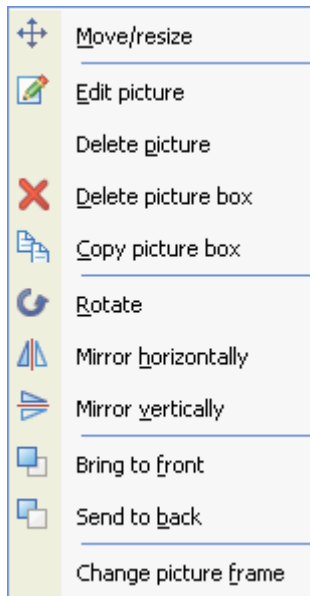 Move/resize
Edit picture
Delete picture
Delete picture box
Copy picture box
Rotate
Mirror horizontally
Mirror vertically
Bring to front
Send to back
Change picture frame